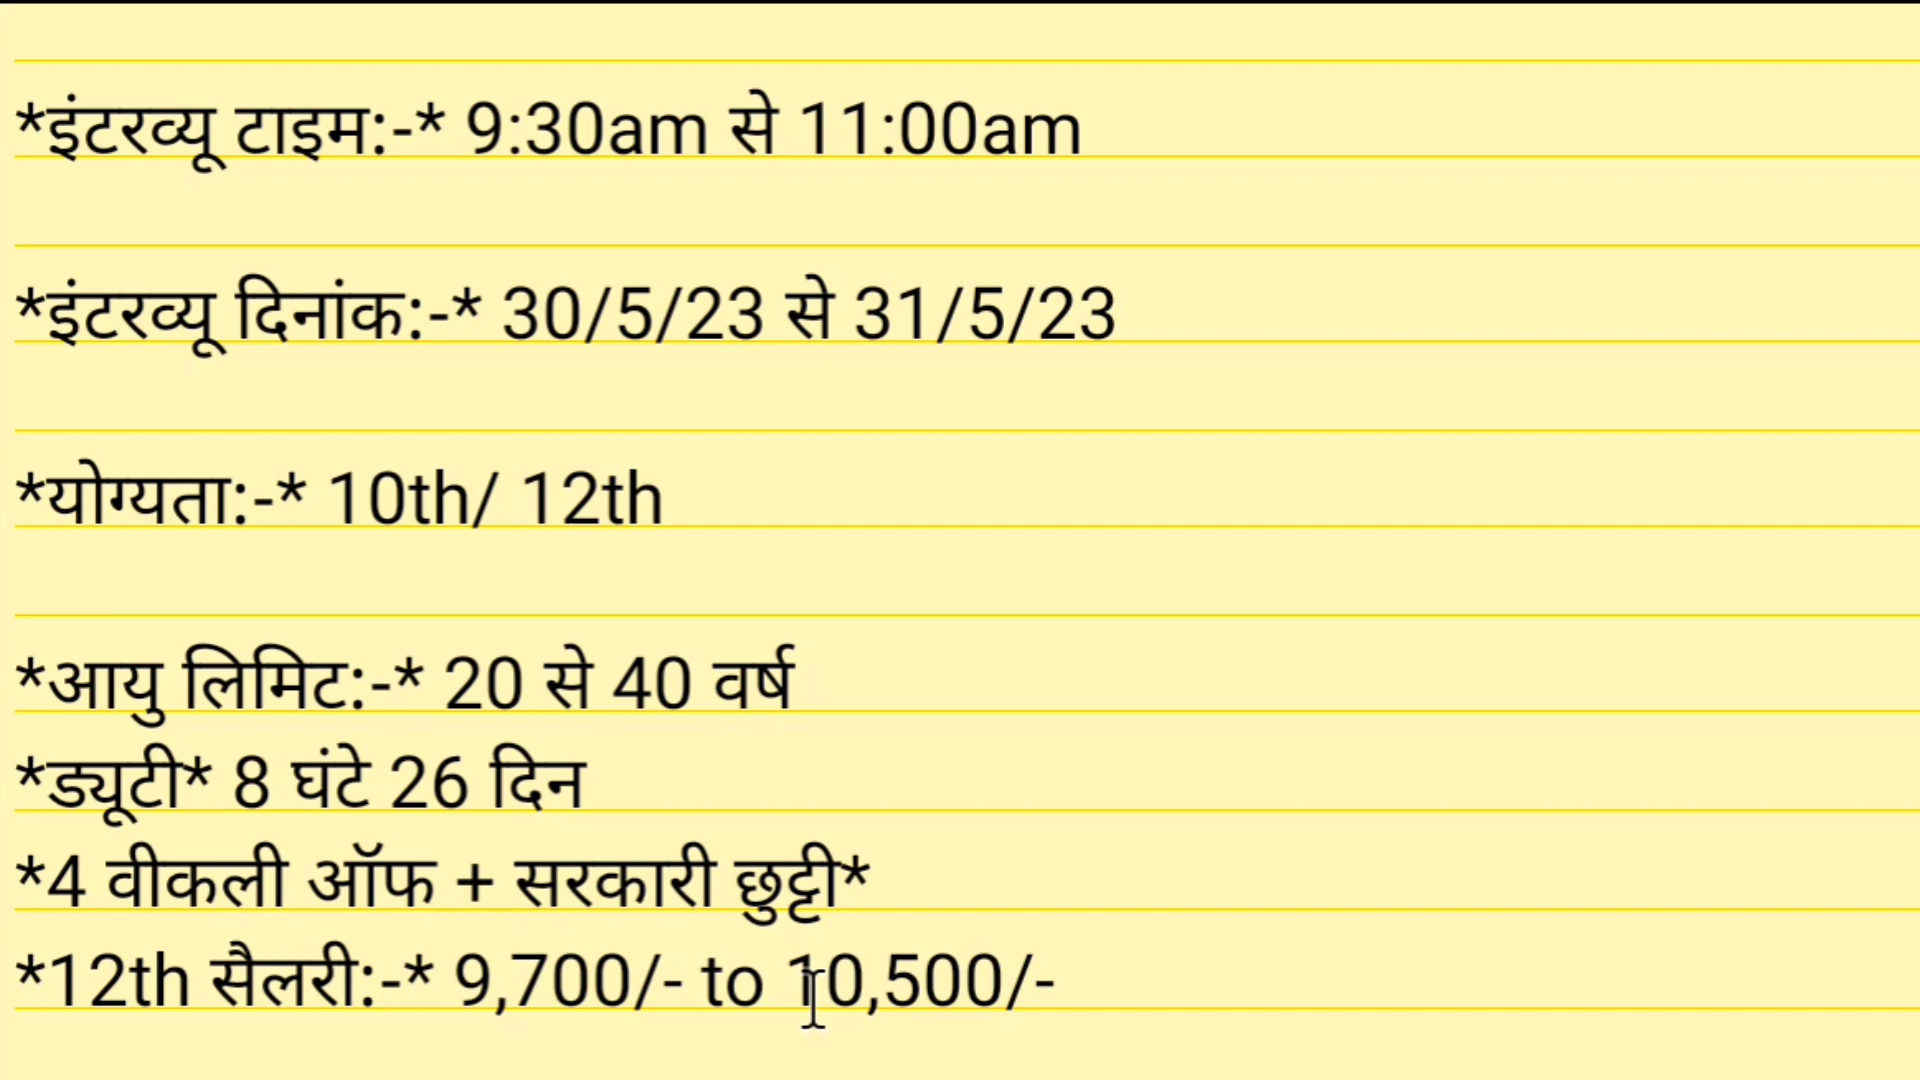 *इंटरव्यू टाइम:-* 9:30am से 11:00am
*इंटरव्यू दिनांक:-* 30/5/23 से 31/5/23
*योग्यता:-* 10th/ 12th
*आयु लिमिट:-* 20 से 40 वर्ष
*ड्यूटी* 8 घंटे 26 दिन
*4 वीकली ऑफ + सरकारी छुट्टी*
*12th सैलरी:-* 9,700/- to 10,500/-